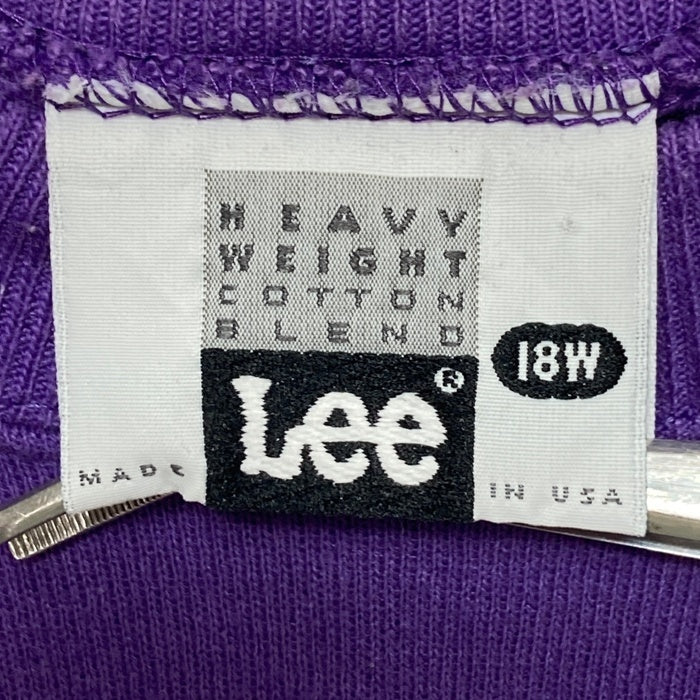 HEAVY
WEIGHT
COTTON
BLEND
Lee®
18W
MADE IN USA